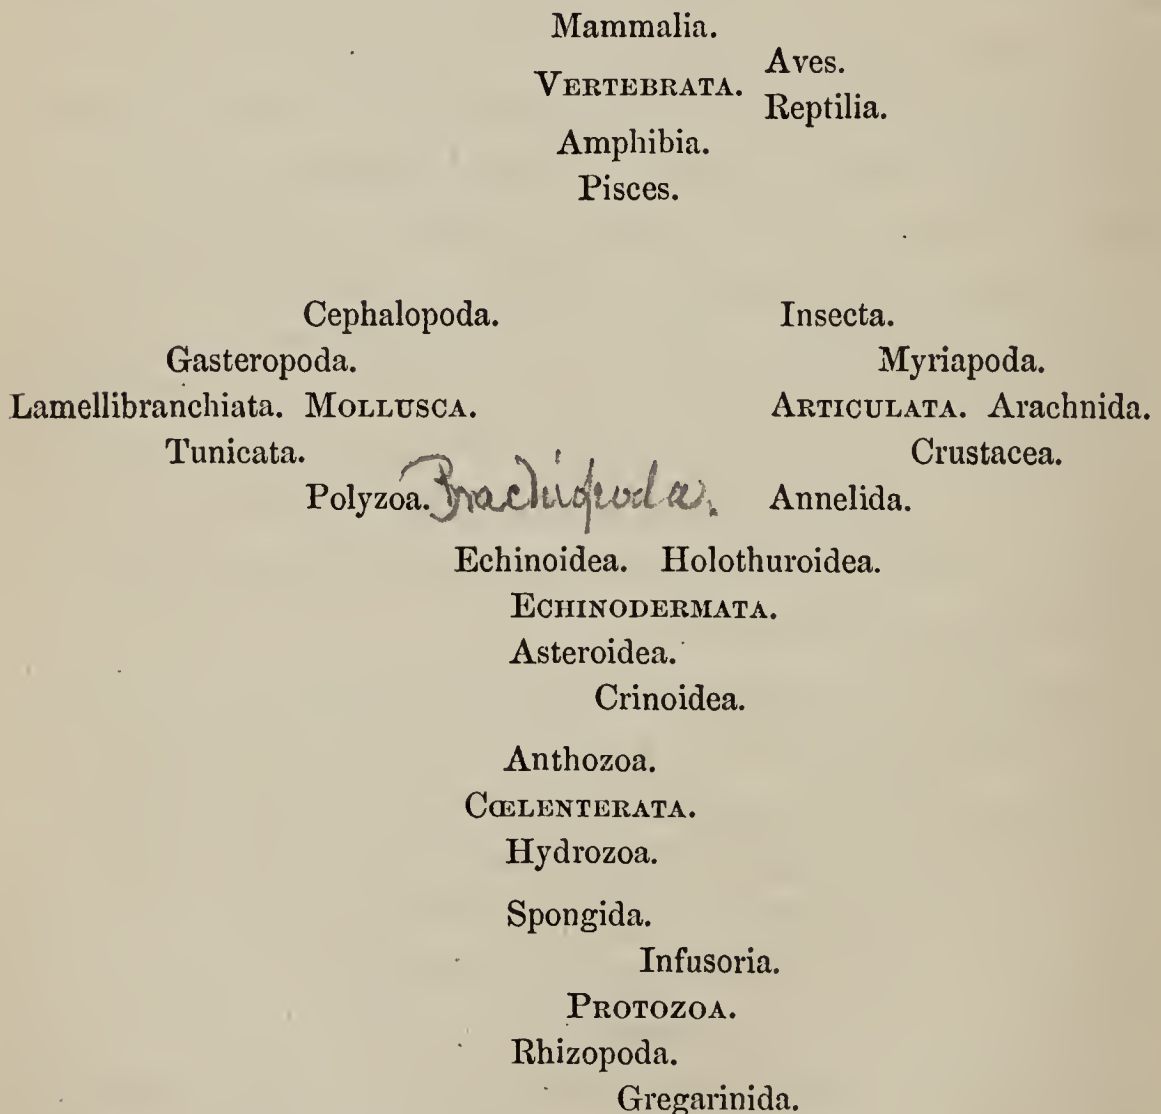 Mammalia.
Aves.
VERTEBRATA.
Reptilia.
Amphibia.
Pisces.
Cephalopoda. Insecta.
Gasteropoda. Myriapoda.
Lamellibranchiata. MOLLUSCA. ARTICULATA. Arachnida.
Tunicata. Crustacea.
Polyzoa. Brachiopoda. Annelida.
Echinoidea. Holothuroidea.
ECHINODERMATA.
Asteroidea.
Crinoidea.
Anthozoa.
CŒLENTERATA.
Hydrozoa.
Spongida.
Infusoria.
PROTOZOA.
Rhizopoda.
Gregarinida.